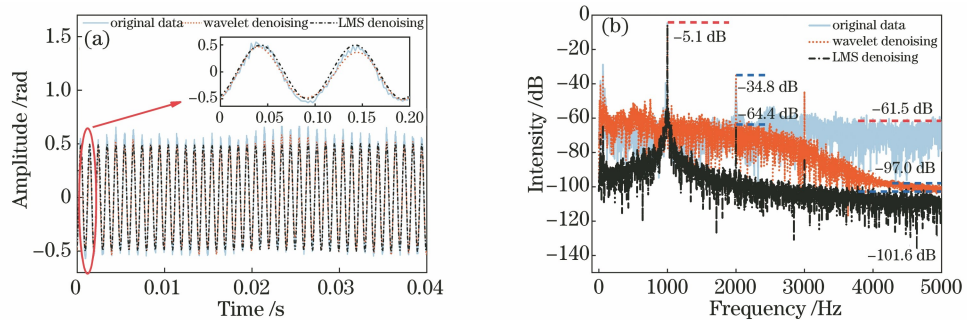 original data wavelet denoising LMS denoising
(a)
1.5
1.0
0.5
0
−0.5
Amplitude /rad
0.5
0
−0.5
0 0.05 0.10 0.15 0.20
0 0.01 0.02 0.03 0.04
Time /s
(b)
original data
wavelet denoising
LMS denoising
0
−20
−40
−60
−80
−100
−120
−140
Intensity /dB
−5.1 dB
−34.8 dB
−64.4 dB
−61.5 dB
−97.0 dB
−101.6 dB
0 1000 2000 3000 4000 5000
Frequency /Hz